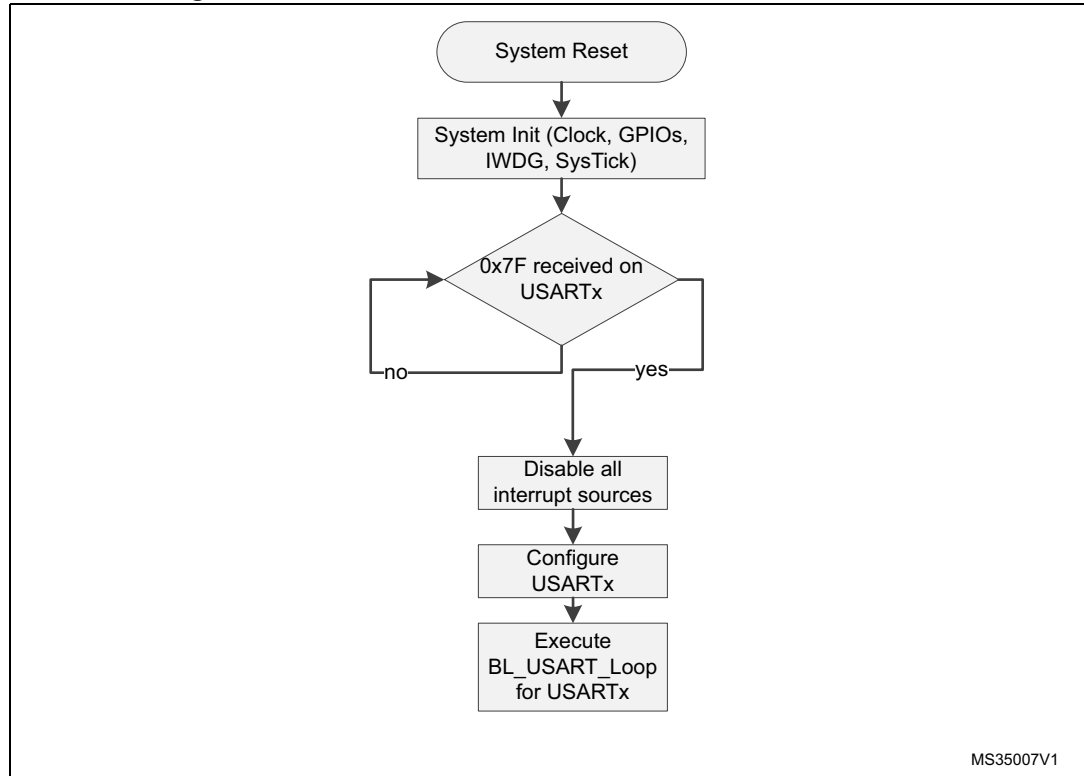 System Reset
System Init (Clock, GPIOs,
IWDG, SysTick)
0x7F received on
USARTx
no
yes
Disable all
interrupt sources
Configure
USARTx
Execute
BL_USART_Loop
for USARTx
MS35007V1